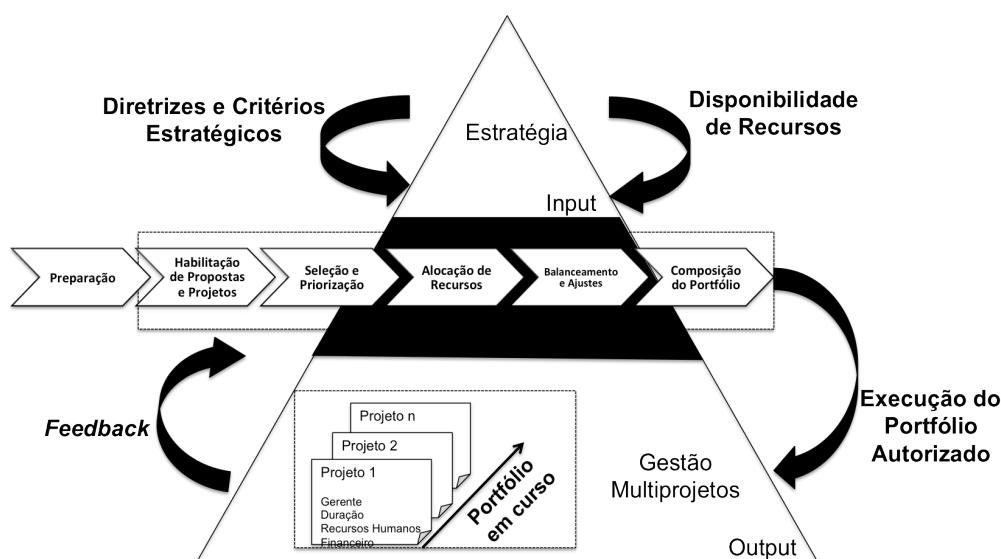 Diretrizes e Critérios
Estratégicos
Estratégia
Disponibilidade
de Recursos
Input
Preparação
Habilitação
de Propostas
e Projetos
Seleção e
Priorização
Alocação de
Recursos
Balanceamento
e Ajustes
Composição
do Portfólio
Feedback
Projeto n
Projeto 2
Projeto 1
Gerente
Duração
Recursos Humanos
Financeiro
Portfólio
em curso
Gestão
Multiprojetos
Execução do
Portfólio
Autorizado
Output